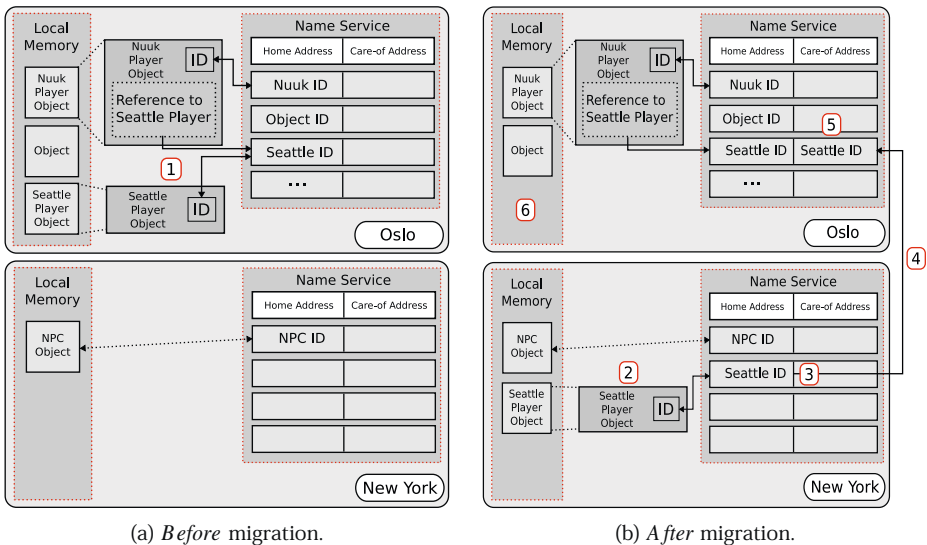 Local
Memory
Nuuk
Player
Object
Object
Seattle
Player
Object
Nuuk
Player
Object
ID
Reference to
Seattle Player
1
Seattle
Player
Object
ID
Name Service
Home Address Care-of Address
Nuuk ID
Object ID
Seattle ID
...
Oslo
Local
Memory
NPC
Object
Name Service
Home Address Care-of Address
NPC ID
New York
(a) Before migration.
Local
Memory
Nuuk
Player
Object
Object
6
Nuuk
Player
Object
ID
Reference to
Seattle Player
Name Service
Home Address Care-of Address
Nuuk ID
Object ID
5
Seattle ID Seattle ID
...
Oslo
4
Local
Memory
NPC
Object
Seattle
Player
Object
2
Seattle
Player
Object
ID
Name Service
Home Address Care-of Address
NPC ID
Seattle ID 3
New York
(b) After migration.